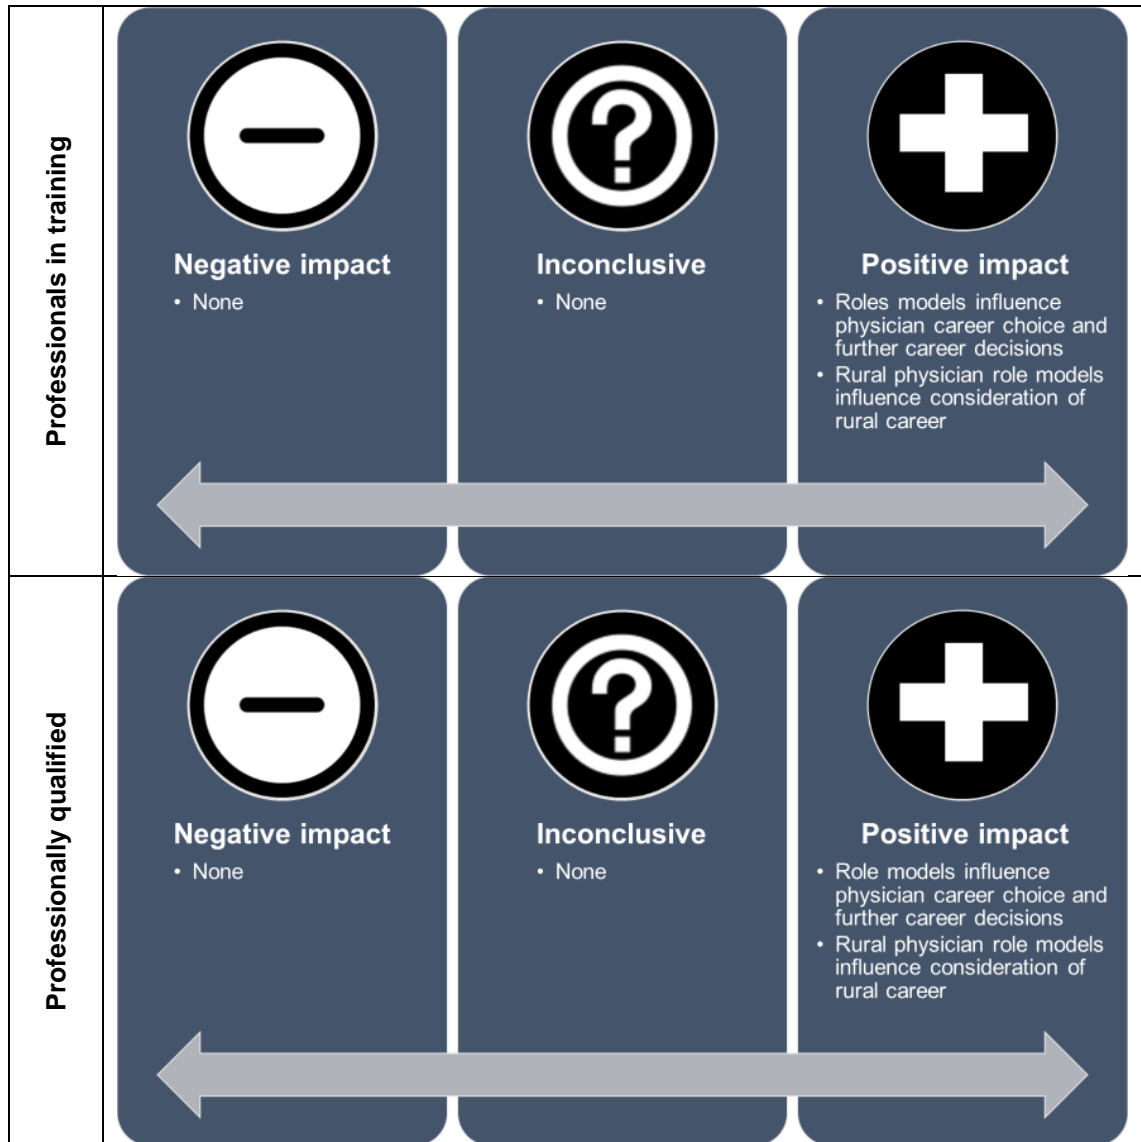 Professionals in training
Negative impact
• None
Inconclusive
• None
Positive impact
• Roles models influence
physician career choice and
further career decisions
• Rural physician role models
influence consideration of
rural career
Professionally qualified
Negative impact
• None
Inconclusive
• None
Positive impact
• Role models influence
physician career choice and
further career decisions
• Rural physician role models
influence consideration of
rural career